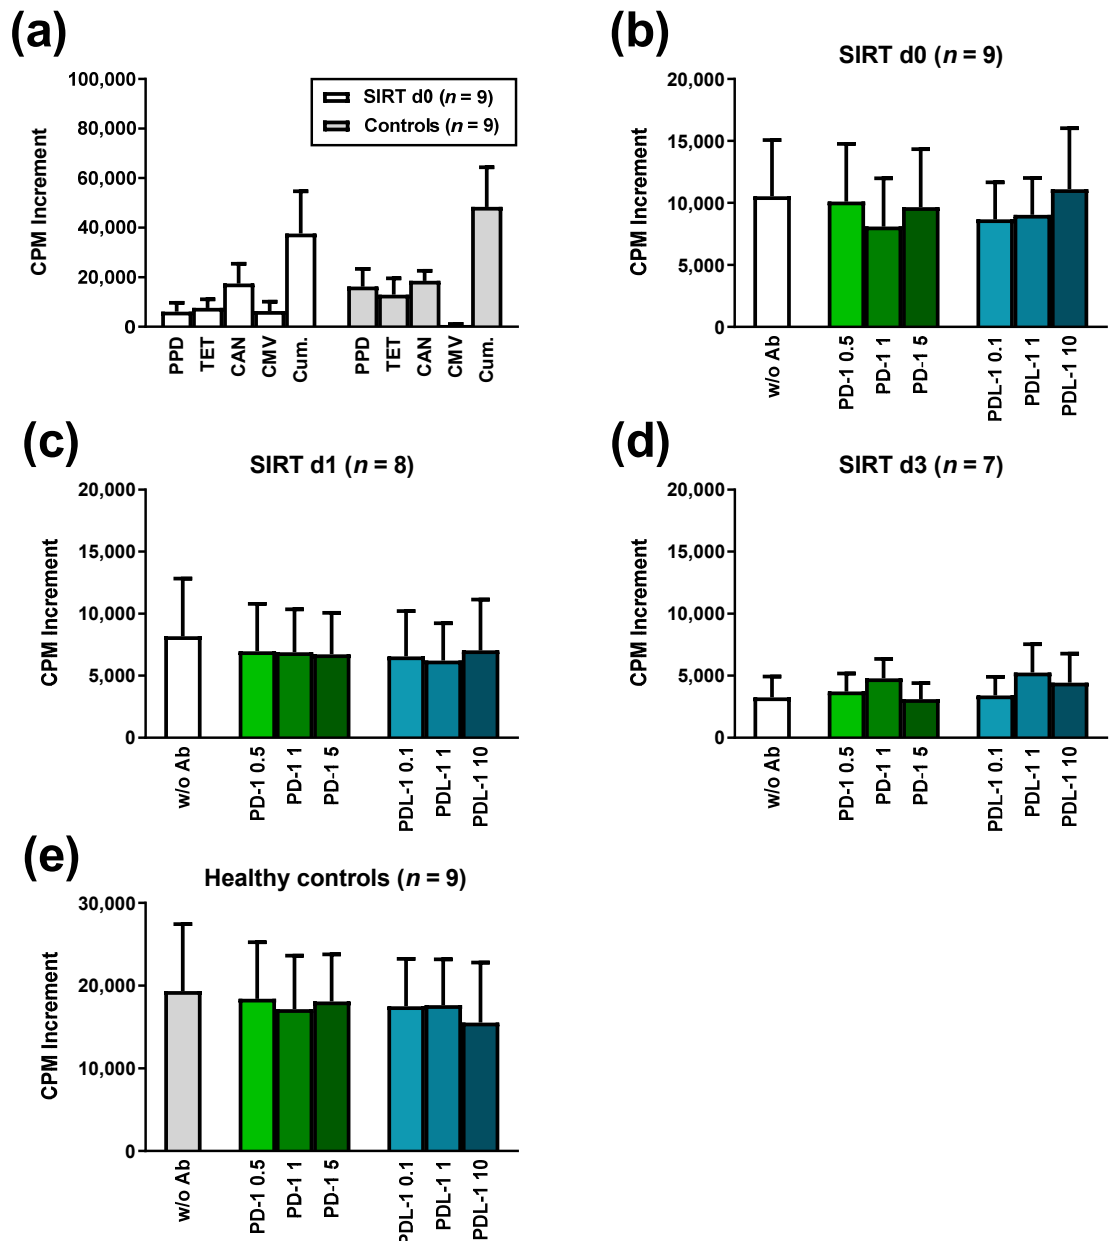 (a)
CPM Increment
100,000
80,000
60,000
40,000
20,000
0
SIRT d0 (n = 9)
Controls (n = 9)
PPD
TET
CAN
CMV
Cum.
PPD
TET
CAN
CMV
Cum.
(b)
SIRT d0 (n = 9)
CPM Increment
20,000
15,000
10,000
5,000
0
w/o Ab
PD-1 0.5
PD-1 1
PD-1 5
PDL-1 0.1
PDL-1 1
PDL-1 10
(c)
SIRT d1 (n = 8)
CPM Increment
20,000
15,000
10,000
5,000
0
w/o Ab
PD-1 0.5
PD-1 1
PD-1 5
PDL-1 0.1
PDL-1 1
PDL-1 10
(d)
SIRT d3 (n = 7)
CPM Increment
20,000
15,000
10,000
5,000
0
w/o Ab
PD-1 0.5
PD-1 1
PD-1 5
PDL-1 0.1
PDL-1 1
PDL-1 10
(e)
Healthy controls (n = 9)
CPM Increment
30,000
20,000
10,000
0
w/o Ab
PD-1 0.5
PD-1 1
PD-1 5
PDL-1 0.1
PDL-1 1
PDL-1 10